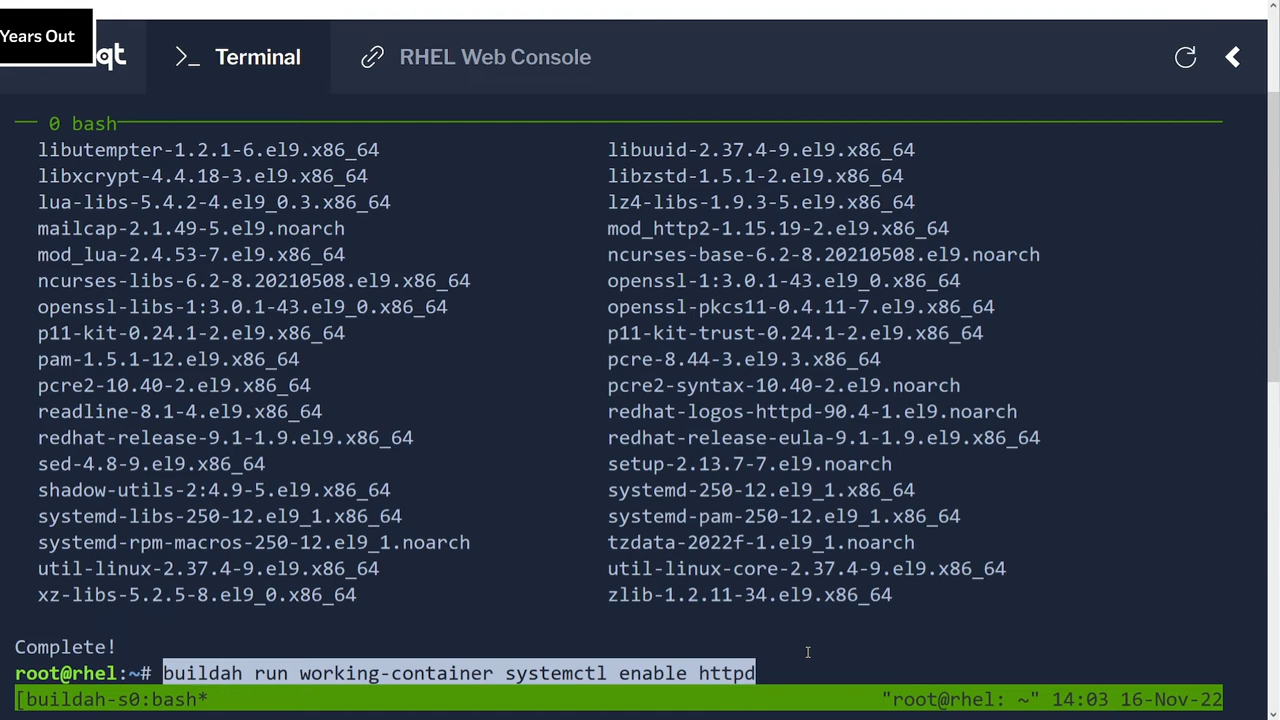 Years Out
qt
>_ Terminal
RHEL Web Console
0 bash
libutempter-1.2.1-6.el9.x86_64 libuuid-2.37.4-9.el9.x86_64
libxcrypt-4.4.18-3.el9.x86_64 libzstd-1.5.1-2.el9.x86_64
lua-libs-5.4.2-4.el9_0.3.x86_64 lz4-libs-1.9.3-5.el9.x86_64
mailcap-2.1.49-5.el9.noarch mod_http2-1.15.19-2.el9.x86_64
mod_lua-2.4.53-7.el9.x86_64 ncurses-base-6.2-8.20210508.el9.noarch
ncurses-libs-6.2-8.20210508.el9.x86_64 openssl-1:3.0.1-43.el9_0.x86_64
openssl-libs-1:3.0.1-43.el9_0.x86_64 openssl-pkcs11-0.4.11-7.el9.x86_64
p11-kit-0.24.1-2.el9.x86_64 p11-kit-trust-0.24.1-2.el9.x86_64
pam-1.5.1-12.el9.x86_64 pcre-8.44-3.el9.3.x86_64
pcre2-10.40-2.el9.x86_64 pcre2-syntax-10.40-2.el9.noarch
readline-8.1-4.el9.x86_64 redhat-logos-httpd-90.4-1.el9.noarch
redhat-release-9.1-1.9.el9.x86_64 redhat-release-eula-9.1-1.9.el9.x86_64
sed-4.8-9.el9.x86_64 setup-2.13.7-7.el9.noarch
shadow-utils-2:4.9-5.el9.x86_64 systemd-250-12.el9_1.x86_64
systemd-libs-250-12.el9_1.x86_64 systemd-pam-250-12.el9_1.x86_64
systemd-rpm-macros-250-12.el9_1.noarch tzdata-2022f-1.el9_1.noarch
util-linux-2.37.4-9.el9.x86_64 util-linux-core-2.37.4-9.el9.x86_64
xz-libs-5.2.5-8.el9_0.x86_64 zlib-1.2.11-34.el9.x86_64
Complete!
root@rhel:~# buildah run working-container systemctl enable httpd
[buildah-s0:bash* "root@rhel: ~" 14:03 16-Nov-22